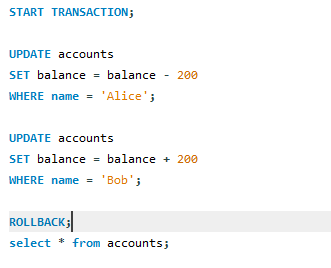 START TRANSACTION;
UPDATE accounts
SET balance = balance - 200
WHERE name = 'Alice';
UPDATE accounts
SET balance = balance + 200
WHERE name = 'Bob';
ROLLBACK;
select * from accounts;